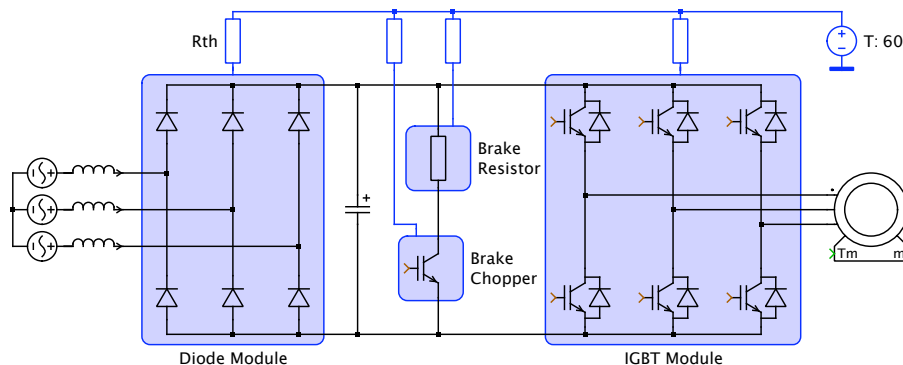 Rth
T: 60
Brake
Resistor
Brake
Chopper
Tm
m
Diode Module
IGBT Module